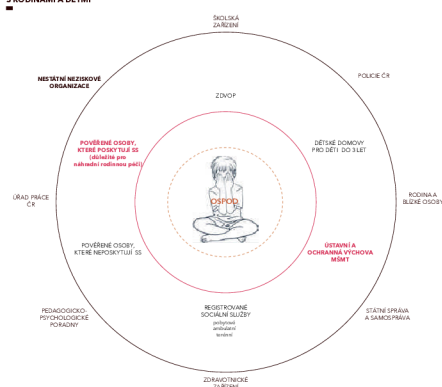 S RODINAMI A DĚTMI
ŠKOLSKÁ
ZAŘÍZENÍ
POLICIE ČR
NESTÁTNÍ NEZISKOVÉ
ORGANIZACE
ZDVOP
POVĚŘENÉ OSOBY,
KTERÉ POSKYTUJÍ SS
(důležité pro
náhradní rodinnou péči)
DĚTSKÉ DOMOVY
PRO DĚTI DO 3 LET
ÚŘAD PRÁCE
ČR
OSPOD
RODINA A
BLÍZKÉ OSOBY
POVĚŘENÉ OSOBY,
KTERÉ NEPOSKYTUJÍ SS
ÚSTAVNÍ A
OCHRANNÁ VÝCHOVA
MŠMT
PEDAGOGICKO-
PSYCHOLOGICKÉ
PORADNY
REGISTROVANÉ
SOCIÁLNÍ SLUŽBY
pobytové
ambulantní
terénní
STÁTNÍ SPRÁVA
A SAMOSPRÁVA
ZDRAVOTNICKÉ
ZAŘÍZENÍ